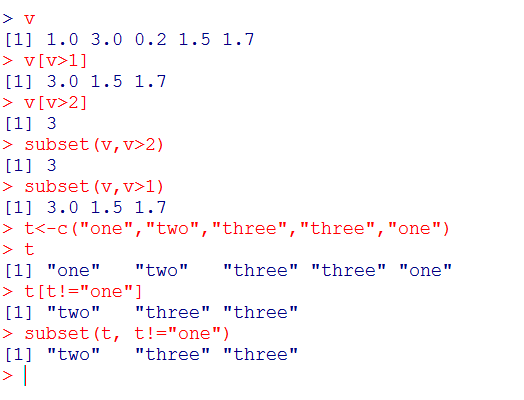 > v
[1] 1.0 3.0 0.2 1.5 1.7
> v[v>1]
[1] 3.0 1.5 1.7
> v[v>2]
[1] 3
> subset(v,v>2)
[1] 3
> subset(v,v>1)
[1] 3.0 1.5 1.7
> t<-c("one","two","three","three","one")
> t
[1] "one"   "two"   "three" "three" "one"
> t[t!="one"]
[1] "two"   "three" "three"
> subset(t, t!="one")
[1] "two"   "three" "three"
>